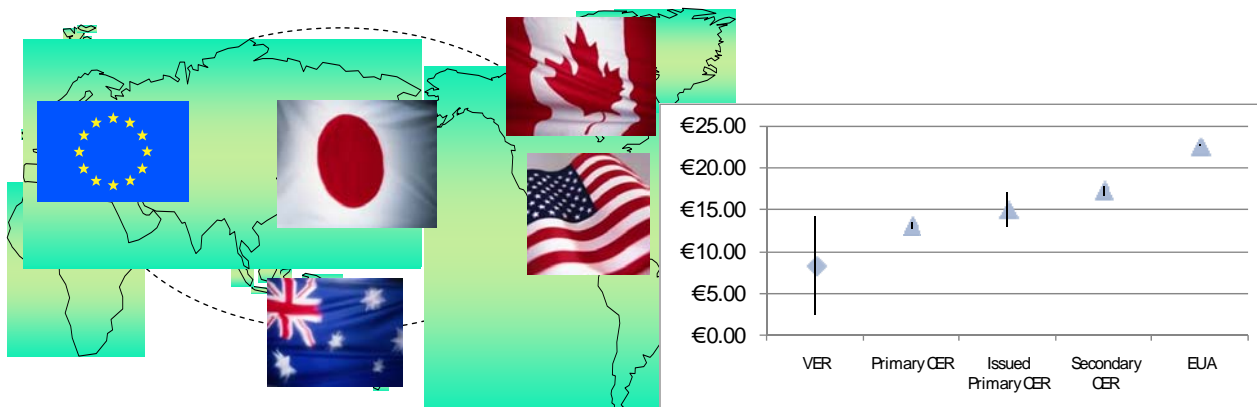 €25.00
€20.00
€15.00
€10.00
€5.00
€0.00
VER
Primary CER
Issued
Primary CER
Secondary
CER
EUA